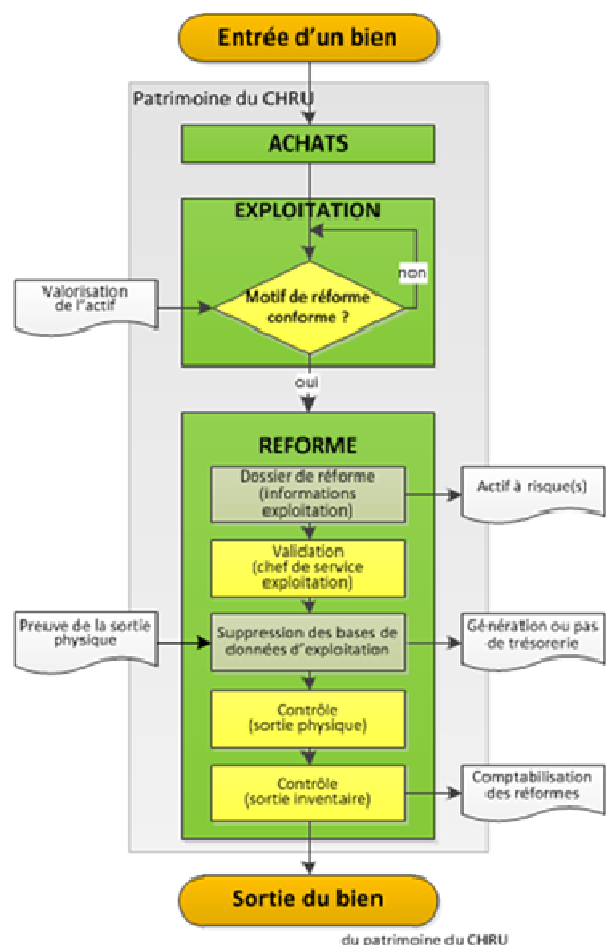 Entrée d'un bien
Patrimoine du CHRU
ACHATS
EXPLOITATION
non
Valorisation
de l'actif
Motif de réforme
conforme ?
oui
REFORME
Dossier de réforme
(informations
exploitation)
Actif à risque(s)
Validation
(chef de service
exploitation)
Preuve de la sortie
physique
Suppression des bases de
données d'exploitation
Génération ou pas
de trésorerie
Contrôle
(sortie physique)
Contrôle
(sortie inventaire)
Comptabilisation
des réformes
Sortie du bien
du patrimoine du CHRU